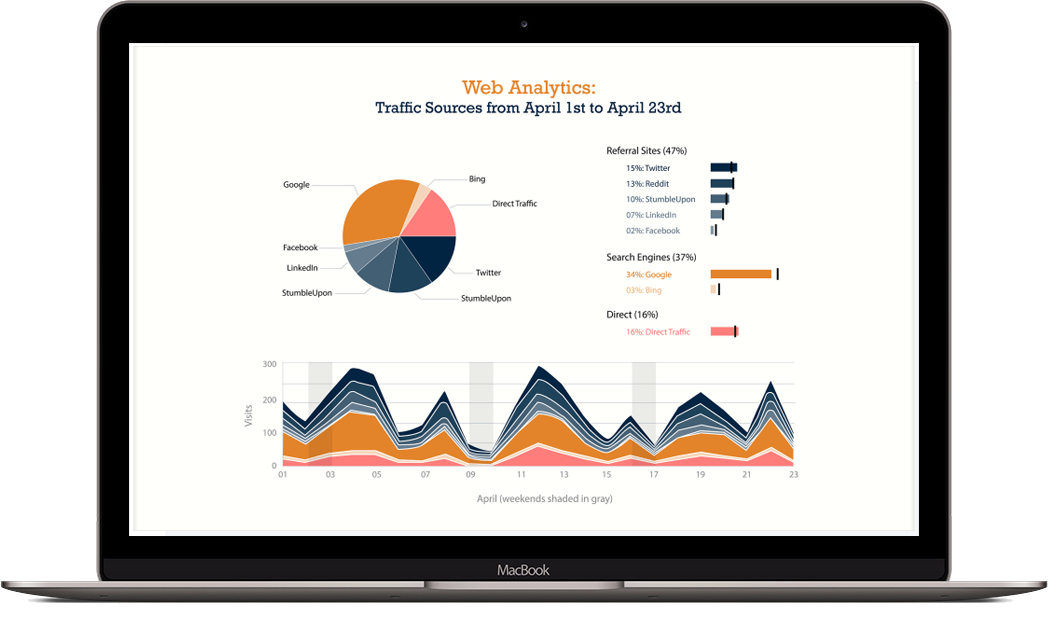 Web Analytics:
Traffic Sources from April 1st to April 23rd
Google
Bing
Direct Traffic
Facebook
LinkedIn
StumbleUpon
Twitter
StumbleUpon
Referral Sites (47%)
15%: Twitter
13%: Reddit
10%: StumbleUpon
07%: LinkedIn
02%: Facebook
Search Engines (37%)
34%: Google
03%: Bing
Direct (16%)
16%: Direct Traffic
Visits
300
200
100
0
01 03 05 07 09 11 13 15 17 19 21 23
April (weekends shaded in gray)
MacBook